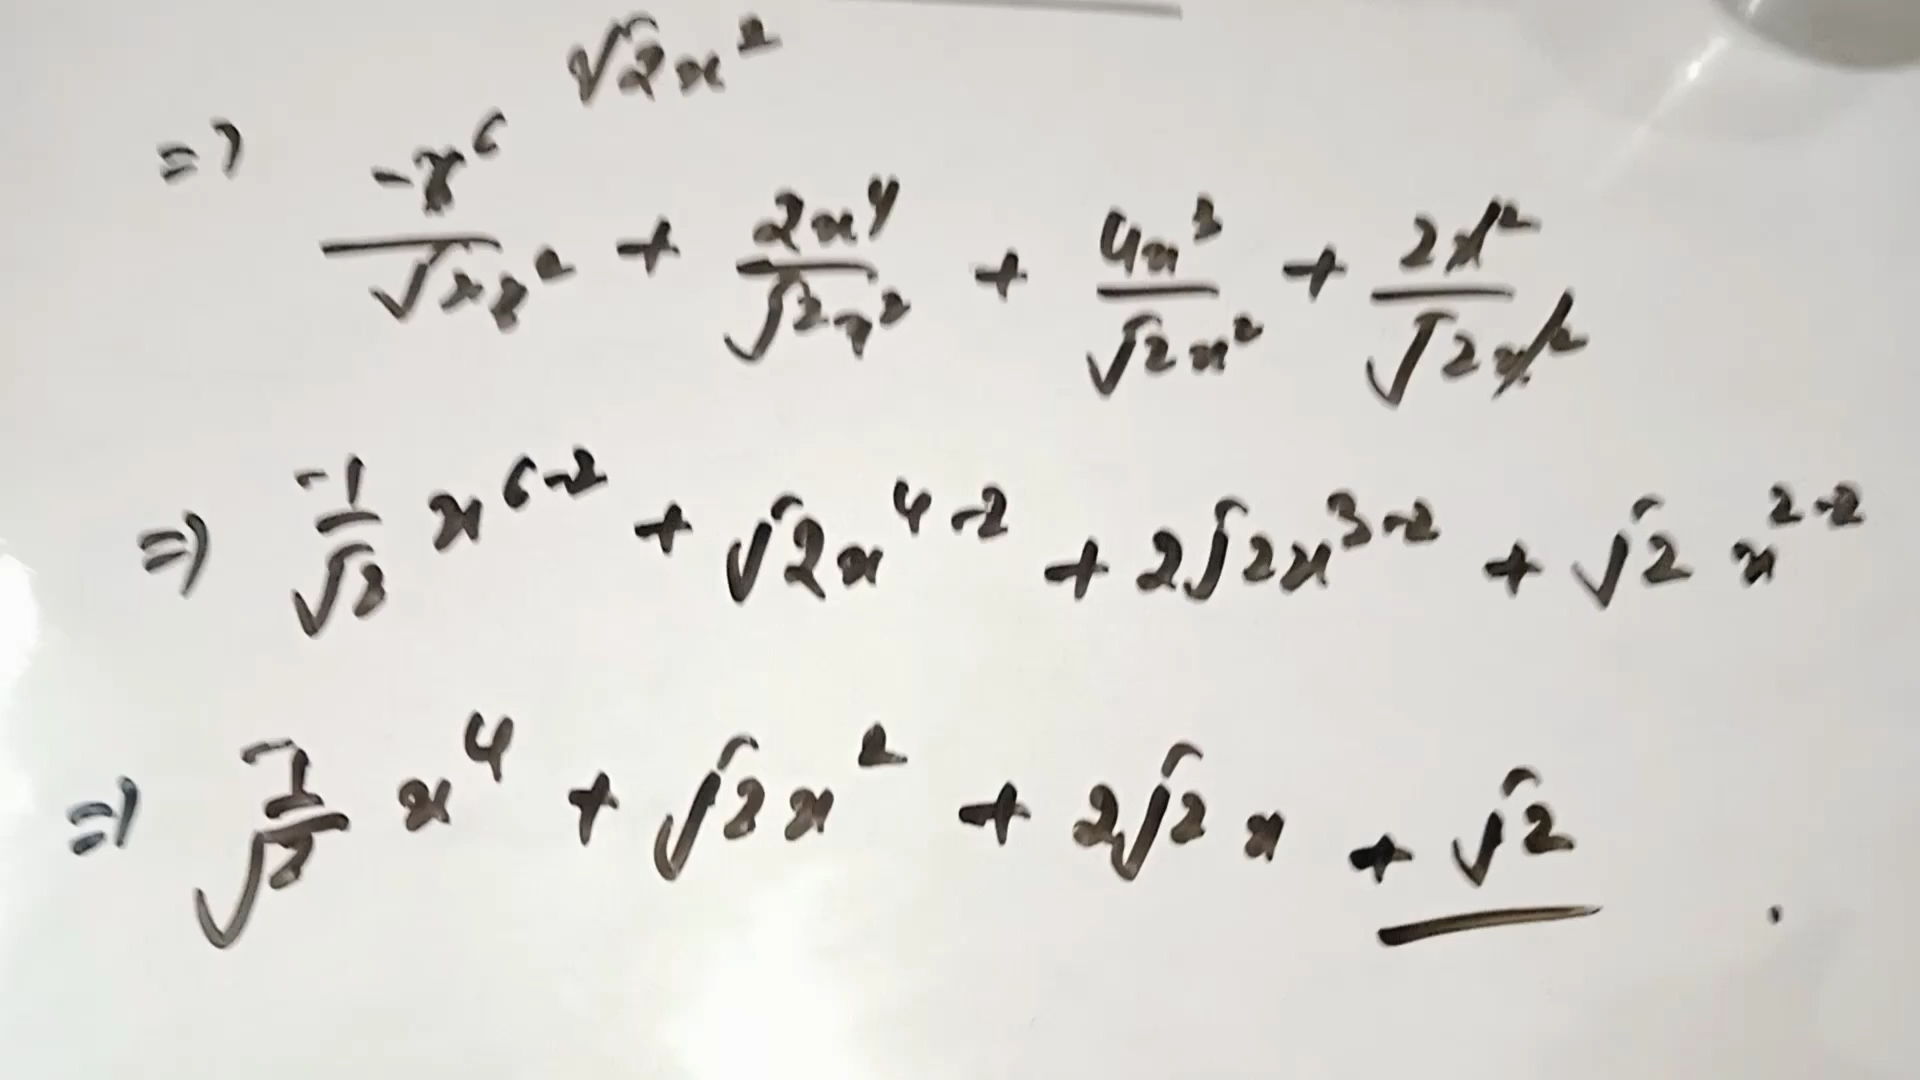 √2x²
=> -x⁶/√2x² + 2x⁴/√2x² + 4x³/√2x² + 2x²/√2x²
=> -1/√2 x⁶⁻² + √2x⁴⁻² + 2√2x³⁻² + √2 x²⁻²
=> -1/√2 x⁴ + √2x² + 2√2x + √2